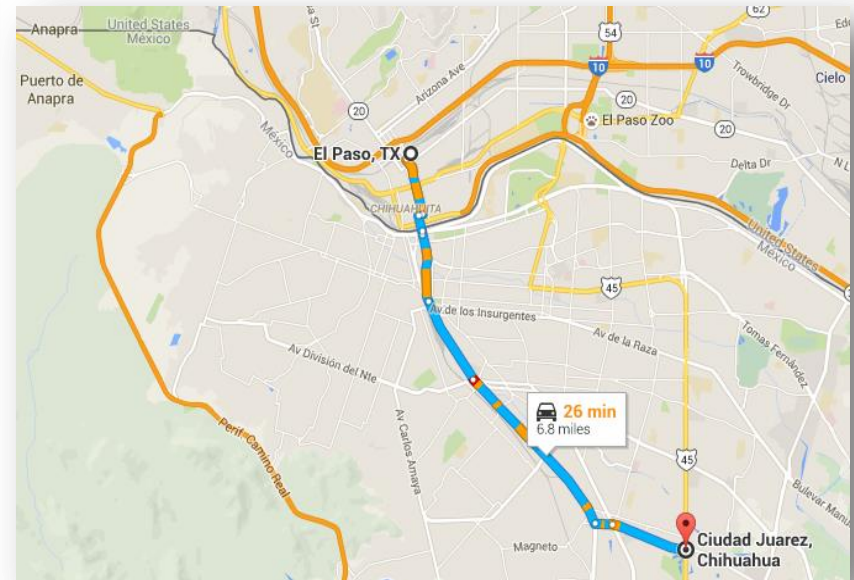 Anapra
United States
México
Puerto de
Anapra
54
62
10
10
Trowbridge Dr
Cielo
20
Arizona Ave
20
20
El Paso Zoo
México
El Paso, TX
Delta Dr
CHIHUAHUITA
United States
México
45
Av de los Insurgentes
Av de la Raza
Tomas Fernández
Av División del Nte
26 min
6.8 miles
Perif. Camino Real
Av Carlos Amaya
45
Bulevar Manu
Magneto
Ciudad Juarez,
Chihuahua